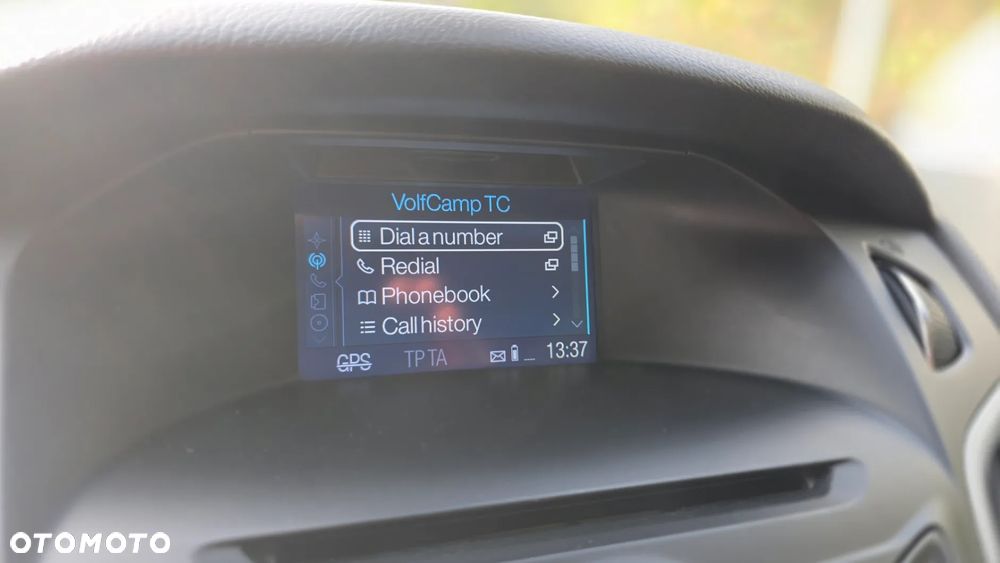 VolfCamp TC
Dial a number
Redial
Phonebook
Call history
GPS TP TA 13:37
OTOMOTO